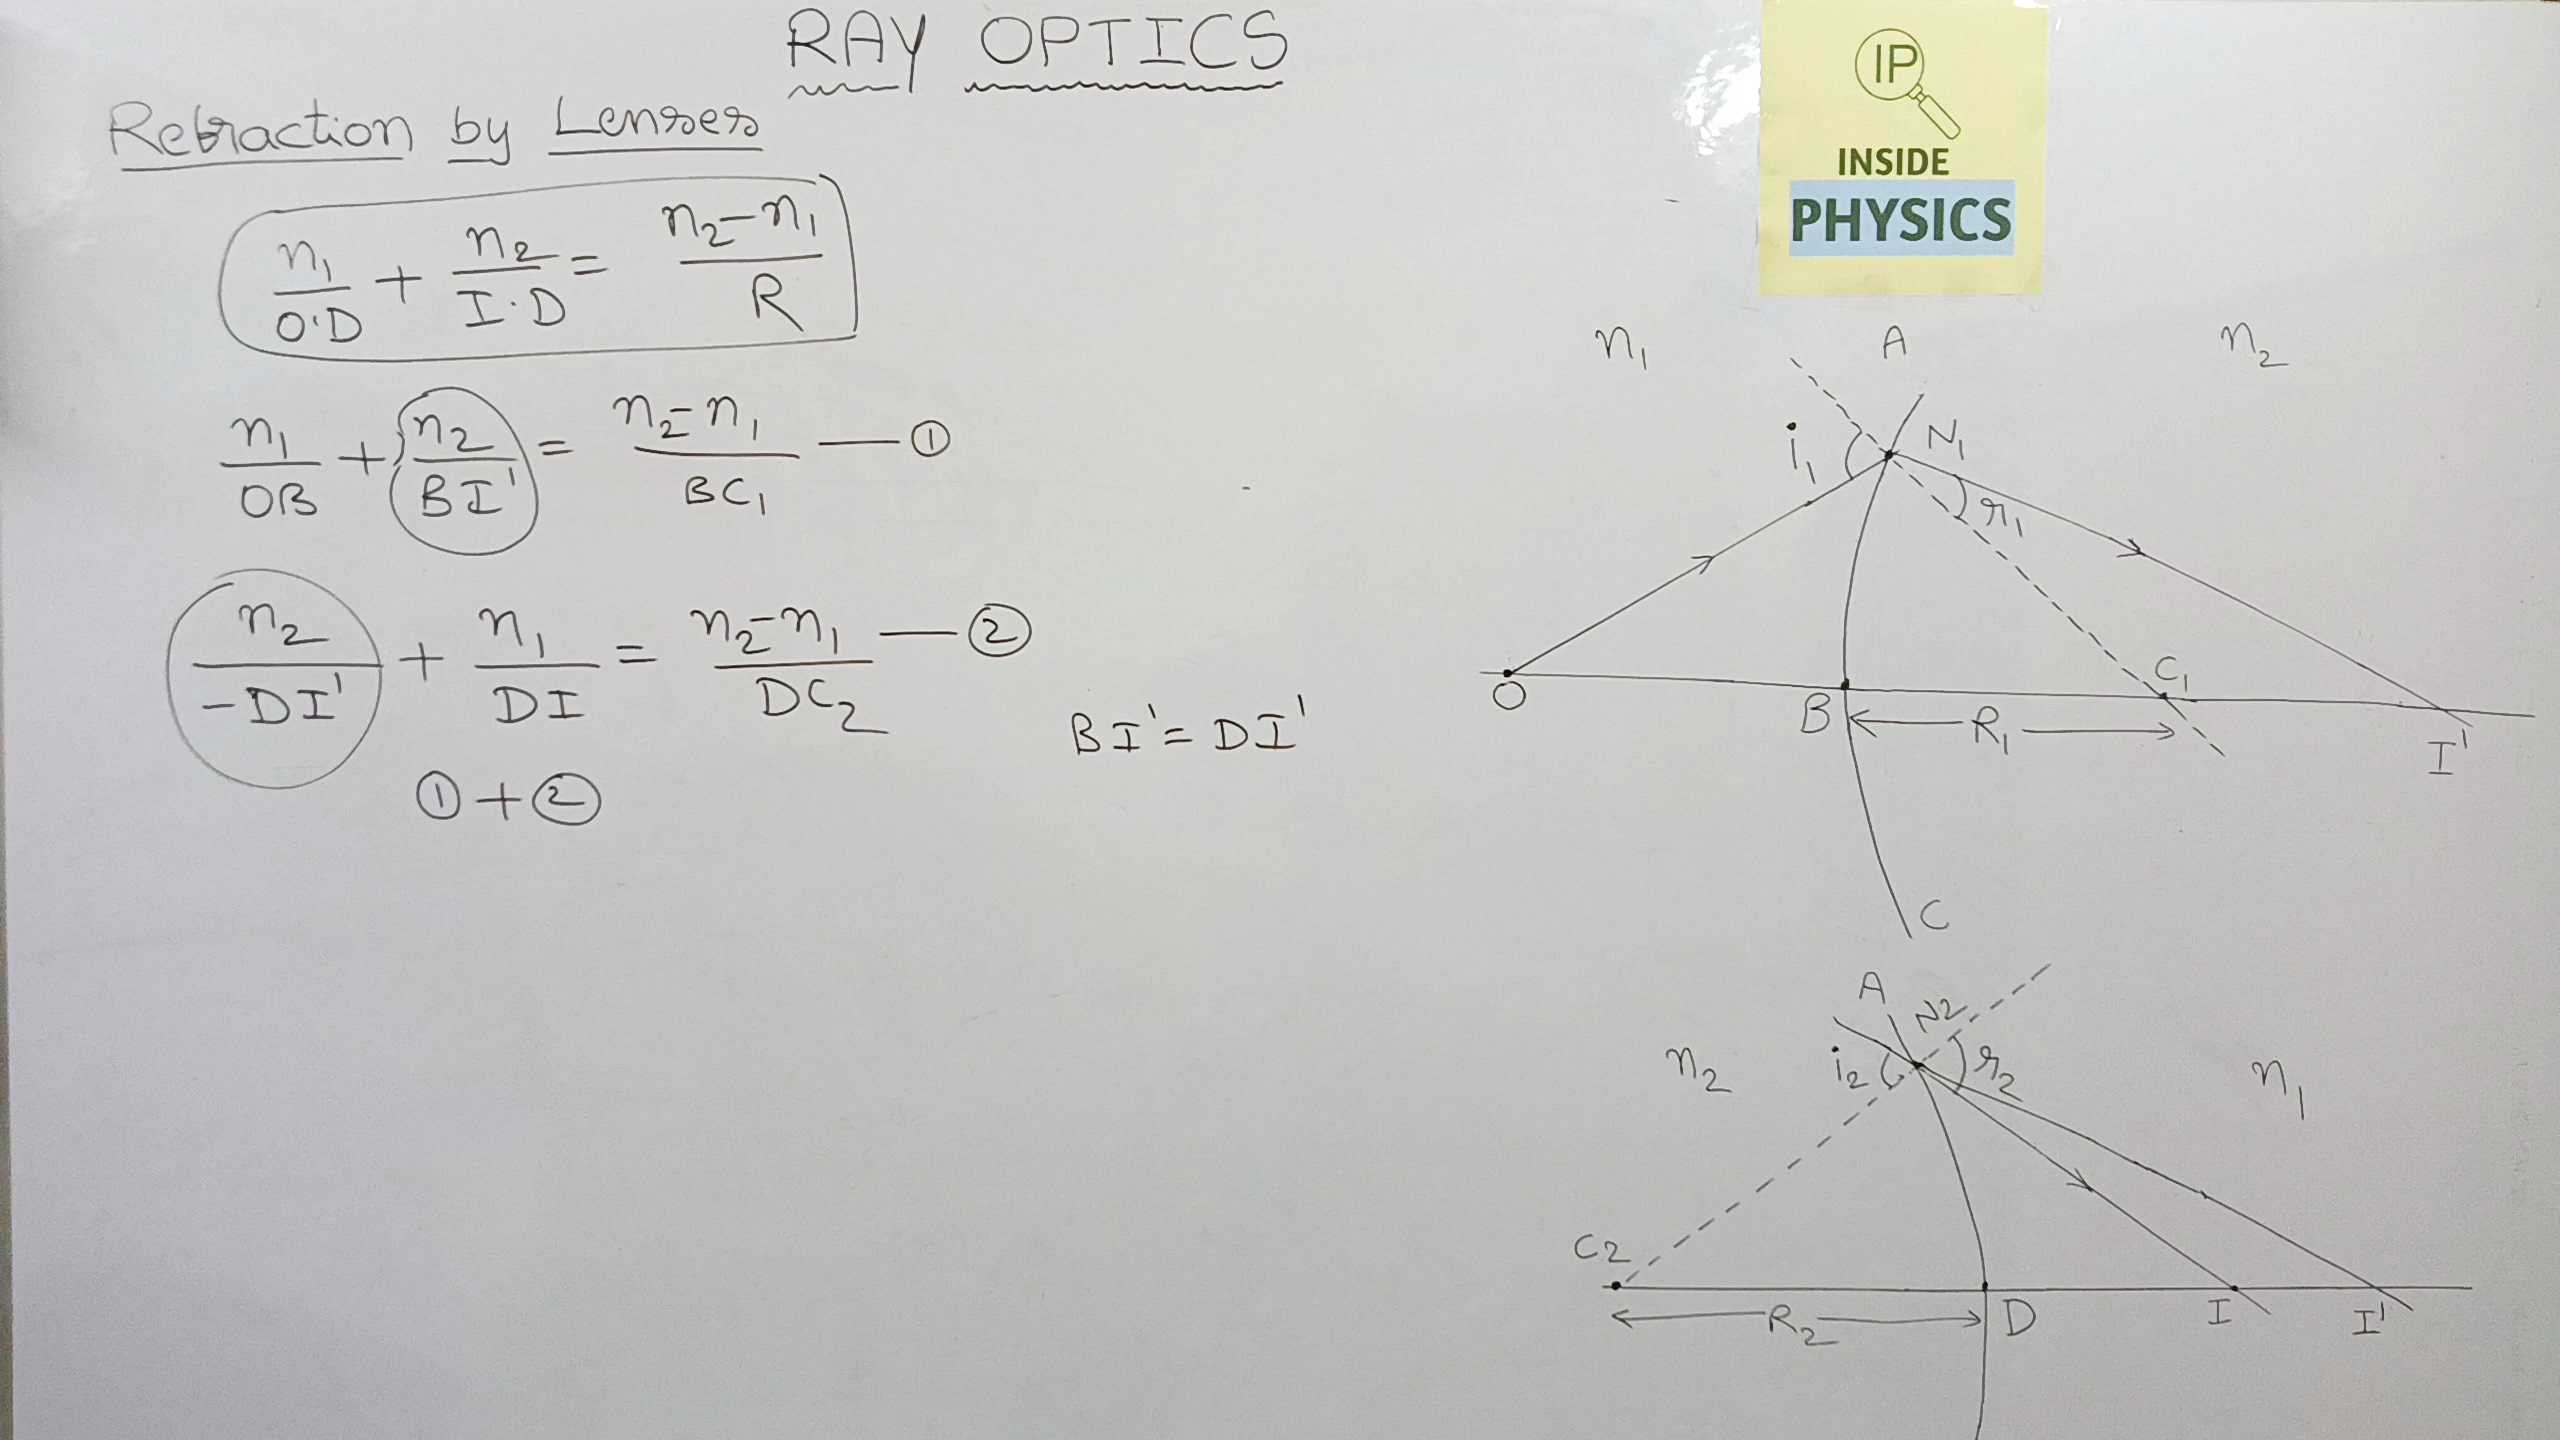 RAY OPTICS
Refraction by Lenses
n₁/O·D + n₂/I·D = n₂-n₁/R
n₁/OB + n₂/BI' = n₂-n₁/BC₁ — ①
n₂/-DI' + n₁/DI = n₂-n₁/DC₂ — ②
BI' = DI'
① + ②
IP
INSIDE
PHYSICS
n₁ A n₂
i₁ N₁
r₁
O B R₁ C₁ I'
C
A N2
n₂ i₂ r₂ n₁
C₂
R₂ D I I'